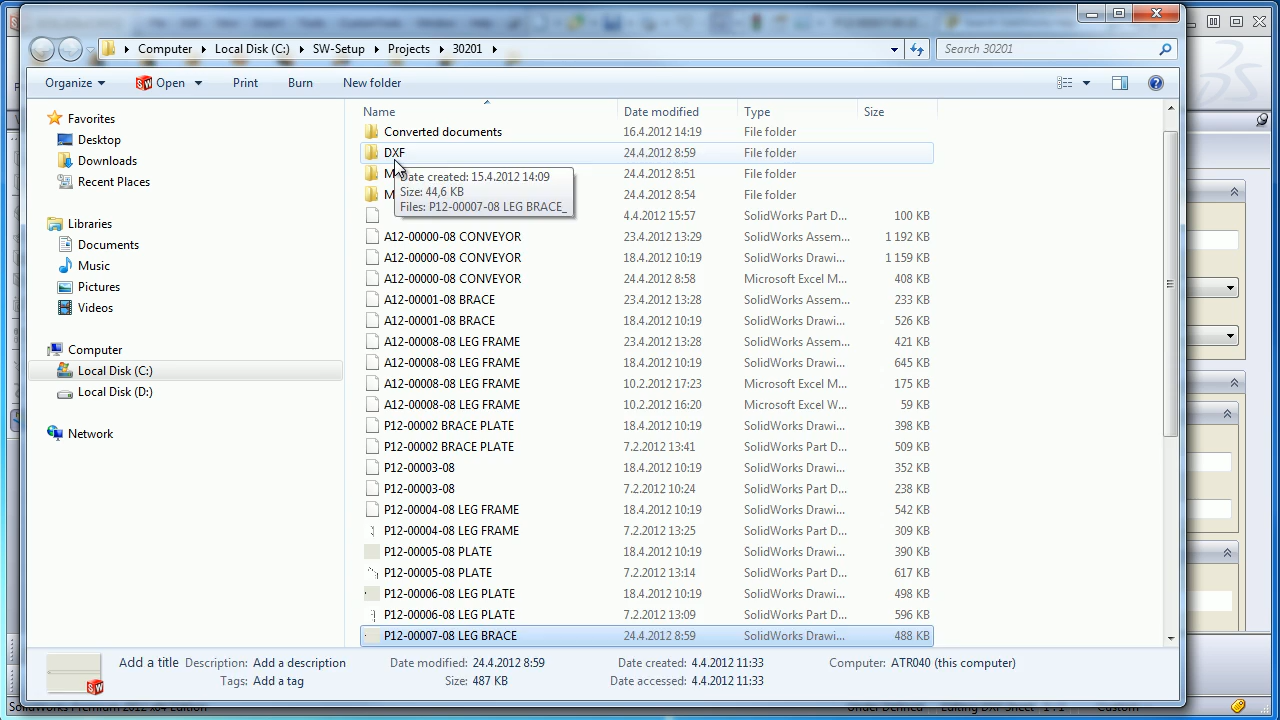 Computer Local Disk (C:) SW-Setup Projects 30201
Search 30201
Organize Open Print Burn New folder
Name Date modified Type Size
Favorites
Desktop
Downloads
Recent Places
Libraries
Documents
Music
Pictures
Videos
Computer
Local Disk (C:)
Local Disk (D:)
Network
Converted documents 16.4.2012 14:19 File folder
DXF 24.4.2012 8:59 File folder
24.4.2012 8:51 File folder
24.4.2012 8:54 File folder
Date created: 15.4.2012 14:09
Size: 44,6 KB
Files: P12-00007-08 LEG BRACE_
4.4.2012 15:57 SolidWorks Part D... 100 KB
A12-00000-08 CONVEYOR 23.4.2012 13:29 SolidWorks Assem... 1 192 KB
A12-00000-08 CONVEYOR 18.4.2012 10:19 SolidWorks Drawi... 1 159 KB
A12-00000-08 CONVEYOR 24.4.2012 8:58 Microsoft Excel M... 408 KB
A12-00001-08 BRACE 23.4.2012 13:28 SolidWorks Assem... 233 KB
A12-00001-08 BRACE 18.4.2012 10:19 SolidWorks Drawi... 526 KB
A12-00008-08 LEG FRAME 23.4.2012 13:28 SolidWorks Assem... 421 KB
A12-00008-08 LEG FRAME 18.4.2012 10:19 SolidWorks Drawi... 645 KB
A12-00008-08 LEG FRAME 10.2.2012 17:23 Microsoft Excel M... 175 KB
A12-00008-08 LEG FRAME 10.2.2012 16:20 Microsoft Excel W... 59 KB
P12-00002 BRACE PLATE 18.4.2012 10:19 SolidWorks Drawi... 398 KB
P12-00002 BRACE PLATE 7.2.2012 13:41 SolidWorks Part D... 509 KB
P12-00003-08 18.4.2012 10:19 SolidWorks Drawi... 352 KB
P12-00003-08 7.2.2012 10:24 SolidWorks Part D... 238 KB
P12-00004-08 LEG FRAME 18.4.2012 10:19 SolidWorks Drawi... 542 KB
P12-00004-08 LEG FRAME 7.2.2012 13:25 SolidWorks Part D... 309 KB
P12-00005-08 PLATE 18.4.2012 10:19 SolidWorks Drawi... 390 KB
P12-00005-08 PLATE 7.2.2012 13:14 SolidWorks Part D... 617 KB
P12-00006-08 LEG PLATE 18.4.2012 10:19 SolidWorks Drawi... 498 KB
P12-00006-08 LEG PLATE 7.2.2012 13:09 SolidWorks Part D... 596 KB
P12-00007-08 LEG BRACE 24.4.2012 8:59 SolidWorks Drawi... 488 KB
Add a title Description: Add a description Date modified: 24.4.2012 8:59 Date created: 4.4.2012 11:33 Computer: ATR040 (this computer)
Tags: Add a tag Size: 487 KB Date accessed: 4.4.2012 11:33